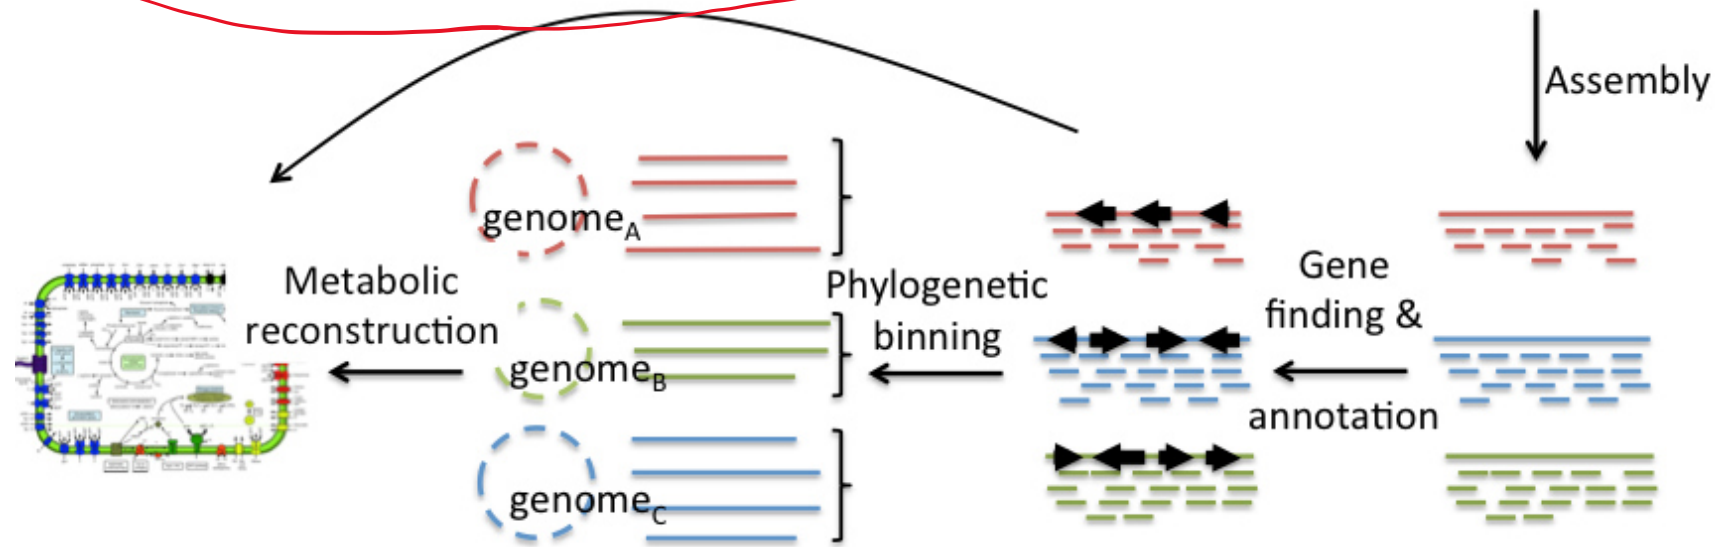 Assembly
genomeA
Gene
finding &
annotation
Metabolic
reconstruction
Phylogenetic
binning
genomeB
genomeC